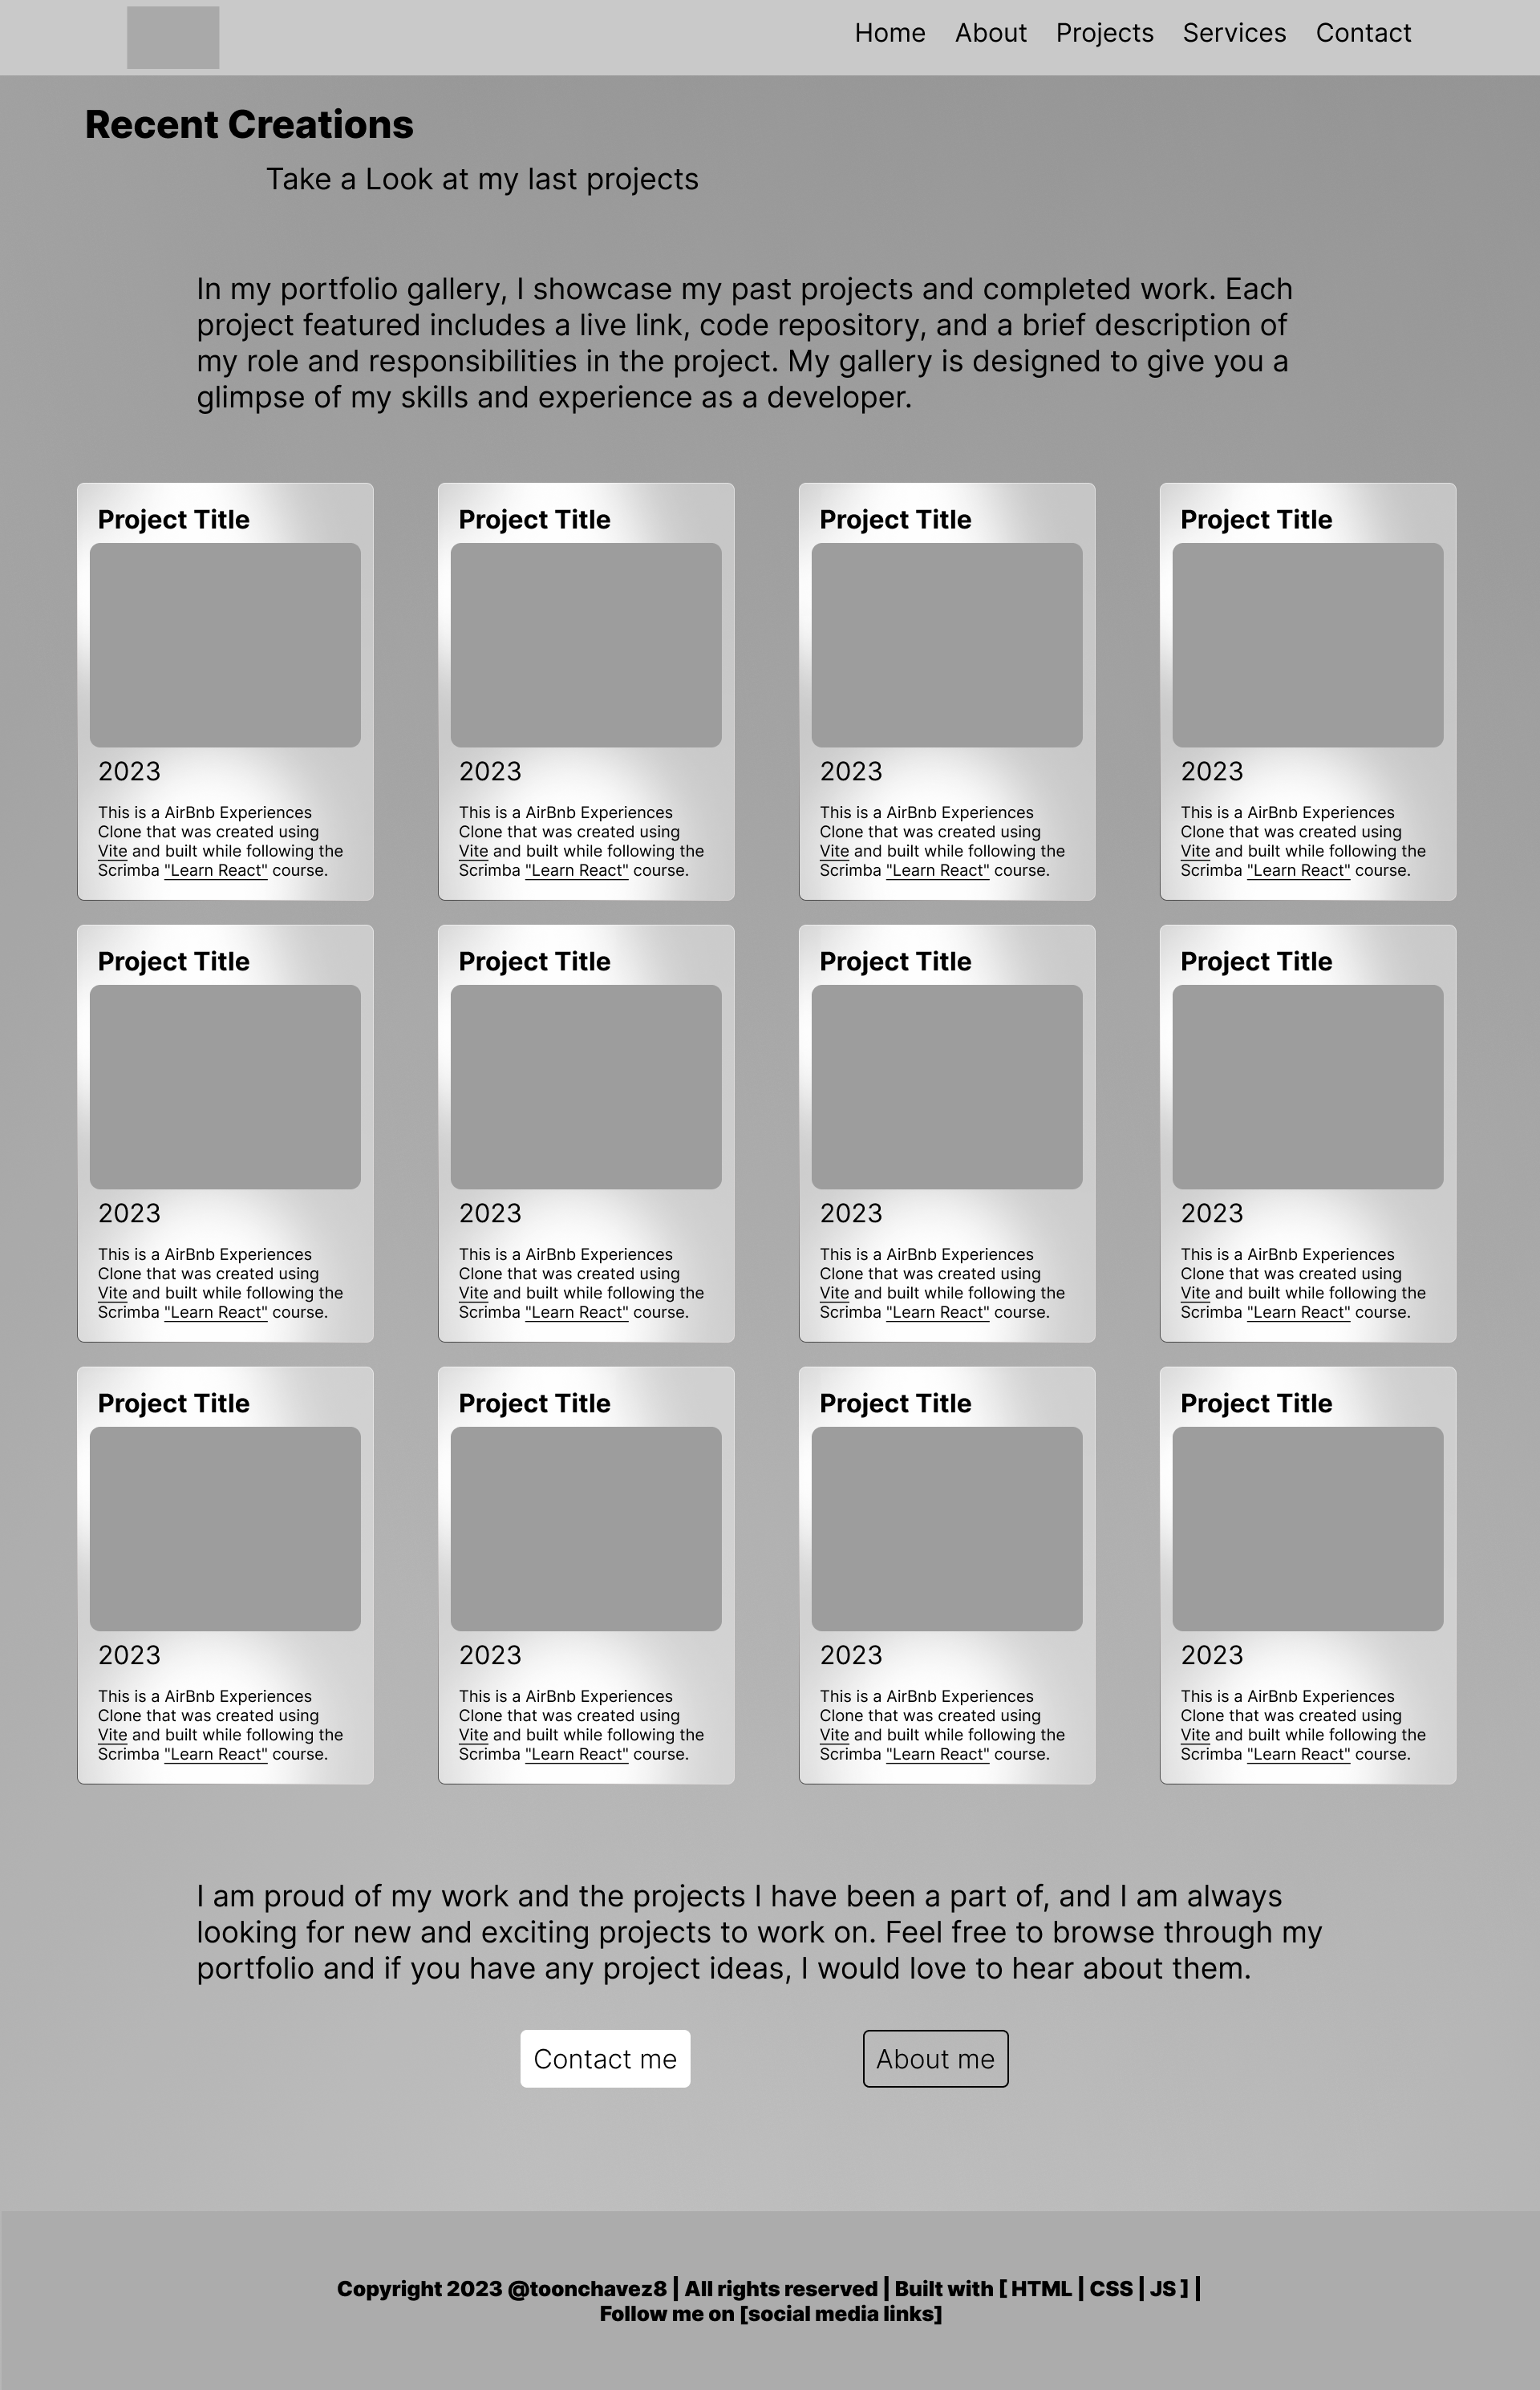 Home About Projects Services Contact
Recent Creations
Take a Look at my last projects
In my portfolio gallery, I showcase my past projects and completed work. Each
project featured includes a live link, code repository, and a brief description of
my role and responsibilities in the project. My gallery is designed to give you a
glimpse of my skills and experience as a developer.
Project Title
2023
This is a AirBnb Experiences
Clone that was created using
Vite and built while following the
Scrimba "Learn React" course.
Project Title
2023
This is a AirBnb Experiences
Clone that was created using
Vite and built while following the
Scrimba "Learn React" course.
Project Title
2023
This is a AirBnb Experiences
Clone that was created using
Vite and built while following the
Scrimba "Learn React" course.
Project Title
2023
This is a AirBnb Experiences
Clone that was created using
Vite and built while following the
Scrimba "Learn React" course.
Project Title
2023
This is a AirBnb Experiences
Clone that was created using
Vite and built while following the
Scrimba "Learn React" course.
Project Title
2023
This is a AirBnb Experiences
Clone that was created using
Vite and built while following the
Scrimba "Learn React" course.
Project Title
2023
This is a AirBnb Experiences
Clone that was created using
Vite and built while following the
Scrimba "Learn React" course.
Project Title
2023
This is a AirBnb Experiences
Clone that was created using
Vite and built while following the
Scrimba "Learn React" course.
Project Title
2023
This is a AirBnb Experiences
Clone that was created using
Vite and built while following the
Scrimba "Learn React" course.
Project Title
2023
This is a AirBnb Experiences
Clone that was created using
Vite and built while following the
Scrimba "Learn React" course.
Project Title
2023
This is a AirBnb Experiences
Clone that was created using
Vite and built while following the
Scrimba "Learn React" course.
Project Title
2023
This is a AirBnb Experiences
Clone that was created using
Vite and built while following the
Scrimba "Learn React" course.
I am proud of my work and the projects I have been a part of, and I am always
looking for new and exciting projects to work on. Feel free to browse through my
portfolio and if you have any project ideas, I would love to hear about them.
Contact me About me
Copyright 2023 @toonchavez8 | All rights reserved | Built with [ HTML | CSS | JS ] |
Follow me on [social media links]